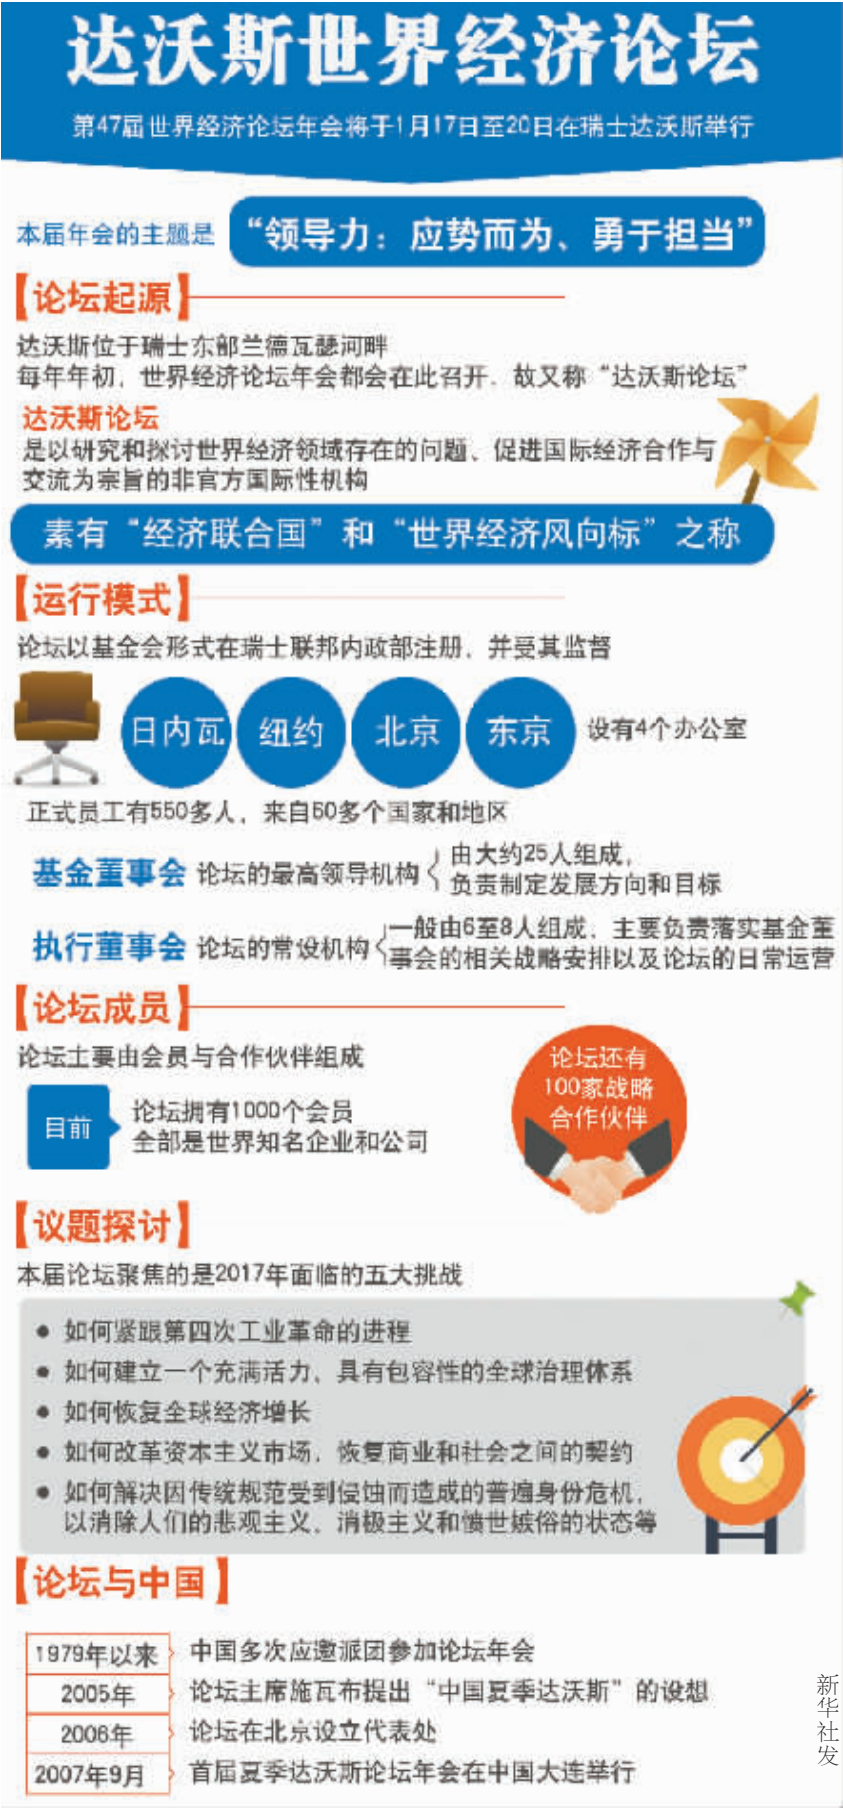 达沃斯世界经济论坛
第47届世界经济论坛年会将于1月17日至20日在瑞士达沃斯举行
本届年会的主题是
“领导力：应势而为、勇于担当”
【论坛起源】
达沃斯位于瑞士东部兰德瓦瑟河畔
每年年初，世界经济论坛年会都会在此召开，故又称“达沃斯论坛”
达沃斯论坛
是以研究和探讨世界经济领域存在的问题、促进国际经济合作与
交流为宗旨的非官方国际性机构
素有“经济联合国”和“世界经济风向标”之称
【运行模式】
论坛以基金会形式在瑞士联邦内政部注册，并受其监督
日内瓦 纽约 北京 东京 设有4个办公室
正式员工有550多人，来自60多个国家和地区
基金董事会 论坛的最高领导机构
由大约25人组成，
负责制定发展方向和目标
执行董事会 论坛的常设机构
一般由6至8人组成，主要负责落实基金董
事会的相关战略安排以及论坛的日常运营
【论坛成员】
论坛主要由会员与合作伙伴组成
目前
论坛拥有1000个会员
全部是世界知名企业和公司
论坛还有
100家战略
合作伙伴
【议题探讨】
本届论坛聚焦的是2017年面临的五大挑战
● 如何紧跟第四次工业革命的进程
● 如何建立一个充满活力、具有包容性的全球治理体系
● 如何恢复全球经济增长
● 如何改革资本主义市场，恢复商业和社会之间的契约
● 如何解决因传统规范受到侵蚀而造成的普遍身份危机，
以消除人们的悲观主义、消极主义和愤世嫉俗的状态等
【论坛与中国】
1979年以来 中国多次应邀派团参加论坛年会
2005年 论坛主席施瓦布提出“中国夏季达沃斯”的设想
2006年 论坛在北京设立代表处
2007年9月 首届夏季达沃斯论坛年会在中国大连举行
新华社发